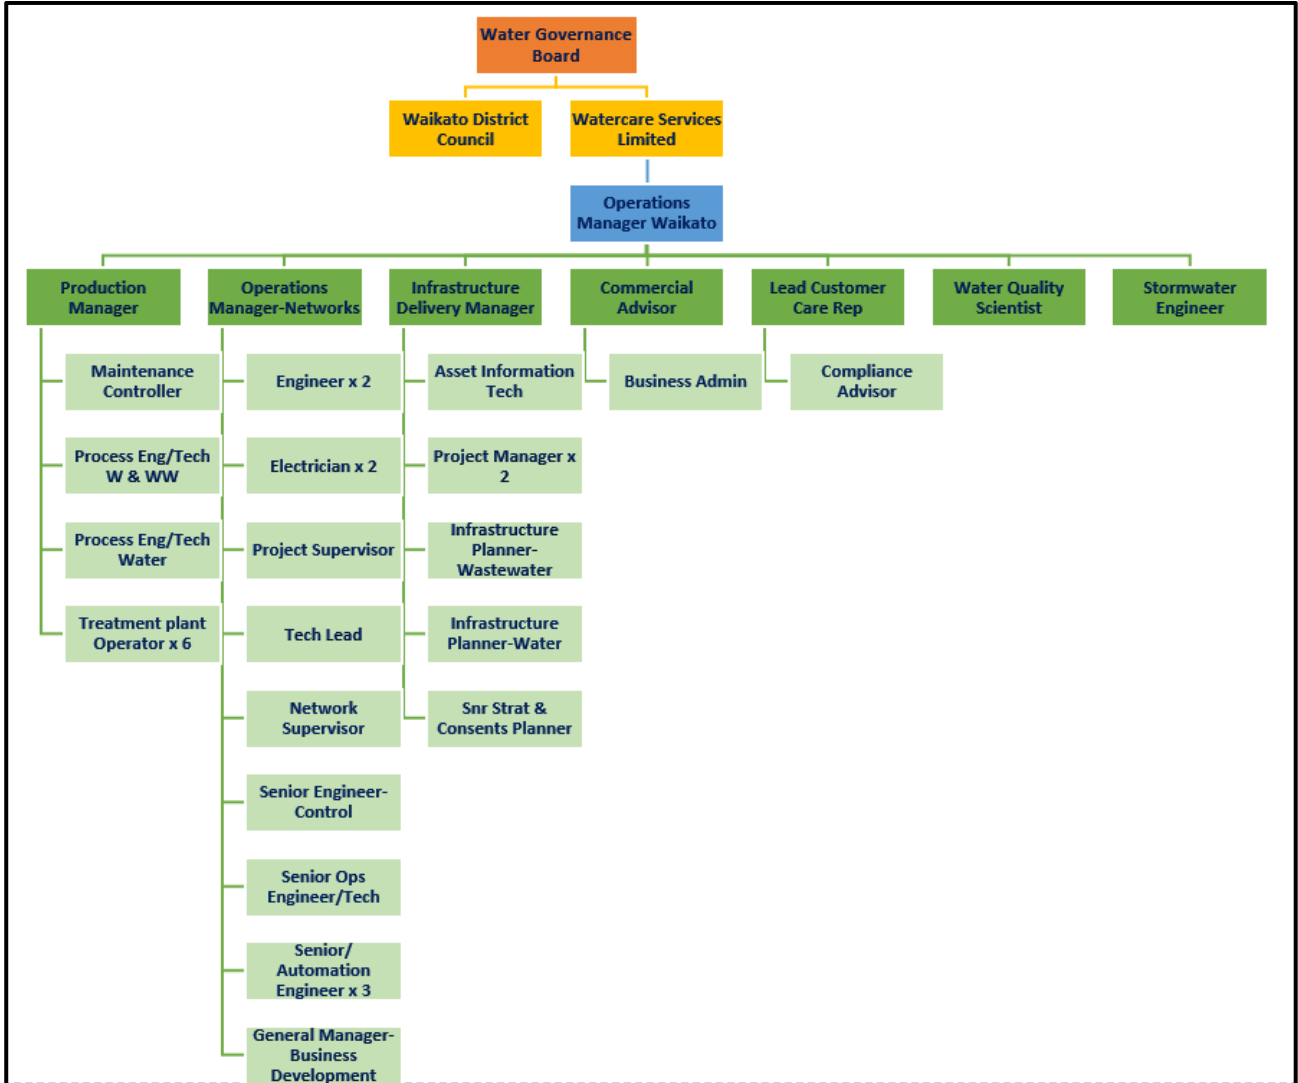 Water Governance
Board
Waikato District
Council
Watercare Services
Limited
Operations
Manager Waikato
Production
Manager
Operations
Manager-Networks
Infrastructure
Delivery Manager
Commercial
Advisor
Lead Customer
Care Rep
Water Quality
Scientist
Stormwater
Engineer
Maintenance
Controller
Process Eng/Tech
W & WW
Process Eng/Tech
Water
Treatment plant
Operator x 6
Engineer x 2
Electrician x 2
Project Supervisor
Tech Lead
Network
Supervisor
Senior Engineer-
Control
Senior Ops
Engineer/Tech
Senior/
Automation
Engineer x 3
General Manager-
Business
Development
Asset Information
Tech
Project Manager x
2
Infrastructure
Planner-
Wastewater
Infrastructure
Planner-Water
Snr Strat &
Consents Planner
Business Admin
Compliance
Advisor